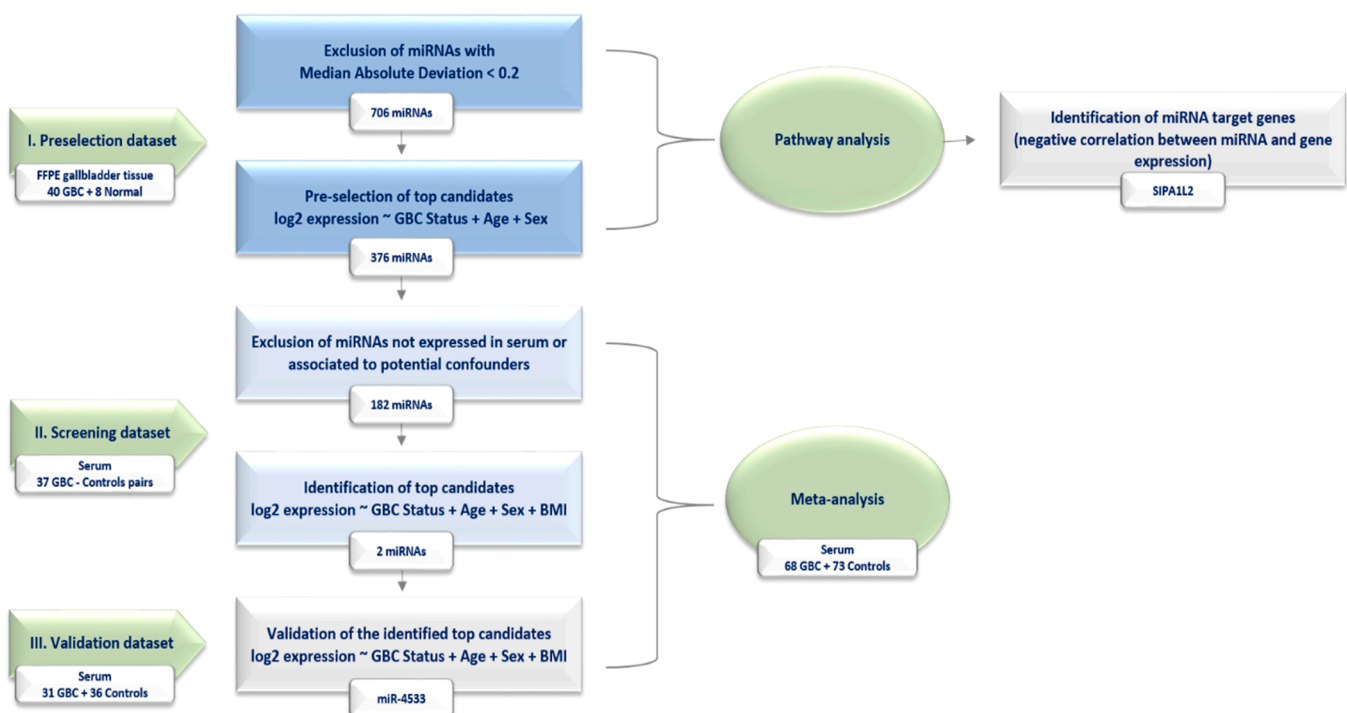 Exclusion of miRNAs with
Median Absolute Deviation < 0.2
706 miRNAs
I. Preselection dataset
FFPE gallbladder tissue
40 GBC + 8 Normal
Pre-selection of top candidates
log2 expression ~ GBC Status + Age + Sex
376 miRNAs
Pathway analysis
Identification of miRNA target genes
(negative correlation between miRNA and gene
expression)
SIPA1L2
Exclusion of miRNAs not expressed in serum or
associated to potential confounders
182 miRNAs
II. Screening dataset
Serum
37 GBC - Controls pairs
Identification of top candidates
log2 expression ~ GBC Status + Age + Sex + BMI
2 miRNAs
Meta-analysis
Serum
68 GBC + 73 Controls
III. Validation dataset
Serum
31 GBC + 36 Controls
Validation of the identified top candidates
log2 expression ~ GBC Status + Age + Sex + BMI
miR-4533